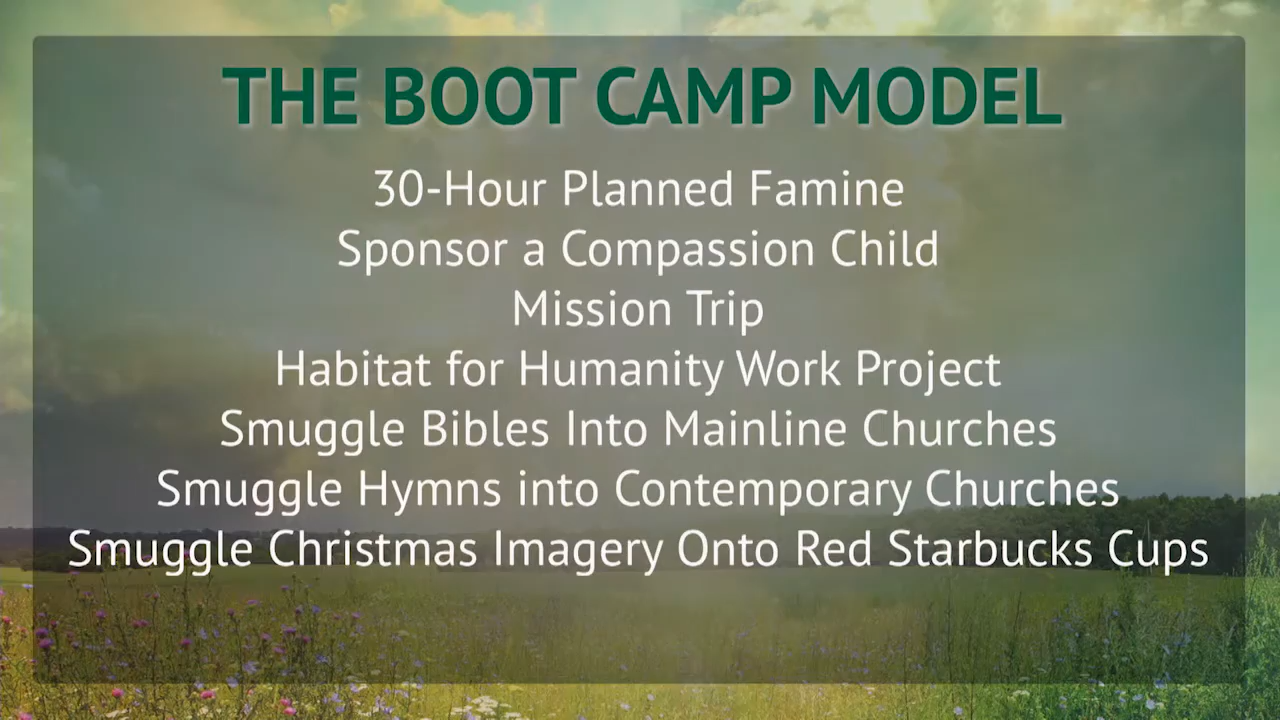 THE BOOT CAMP MODEL
30-Hour Planned Famine
Sponsor a Compassion Child
Mission Trip
Habitat for Humanity Work Project
Smuggle Bibles Into Mainline Churches
Smuggle Hymns into Contemporary Churches
Smuggle Christmas Imagery Onto Red Starbucks Cups